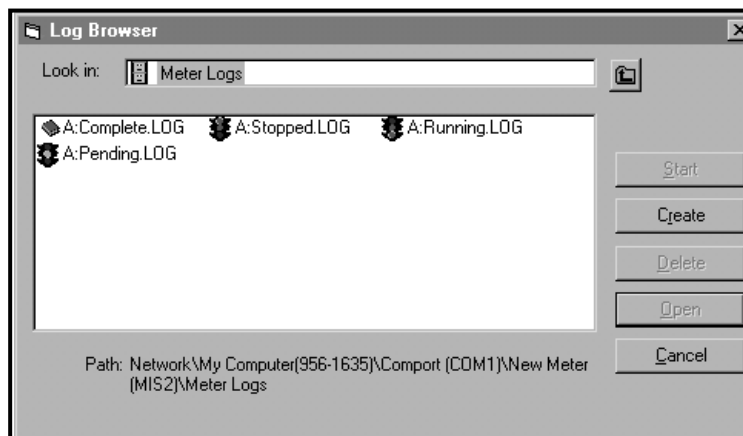 Log Browser
Look in: Meter Logs
A:Complete.LOG A:Stopped.LOG A:Running.LOG
A:Pending.LOG
Start
Create
Delete
Open
Cancel
Path: Network\My Computer(956-1635)\Comport (COM1)\New Meter
(MIS2)\Meter Logs